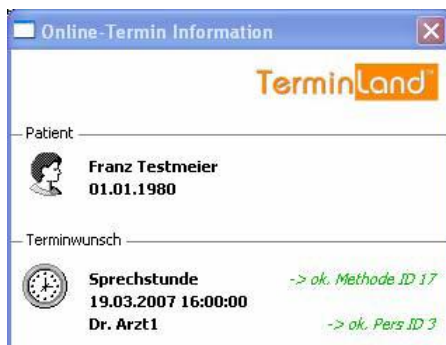 Online-Termin Information
TerminLand™
Patient
Franz Testmeier
01.01.1980
Terminwunsch
Sprechstunde -> ok. Methode ID 17
19.03.2007 16:00:00
Dr. Arzt1 -> ok. Pers ID 3